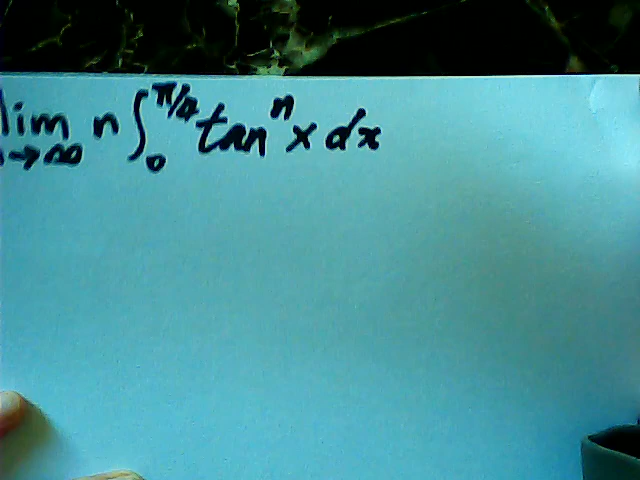 lim n→∞ n ∫₀^{π/4} tanⁿ x dx